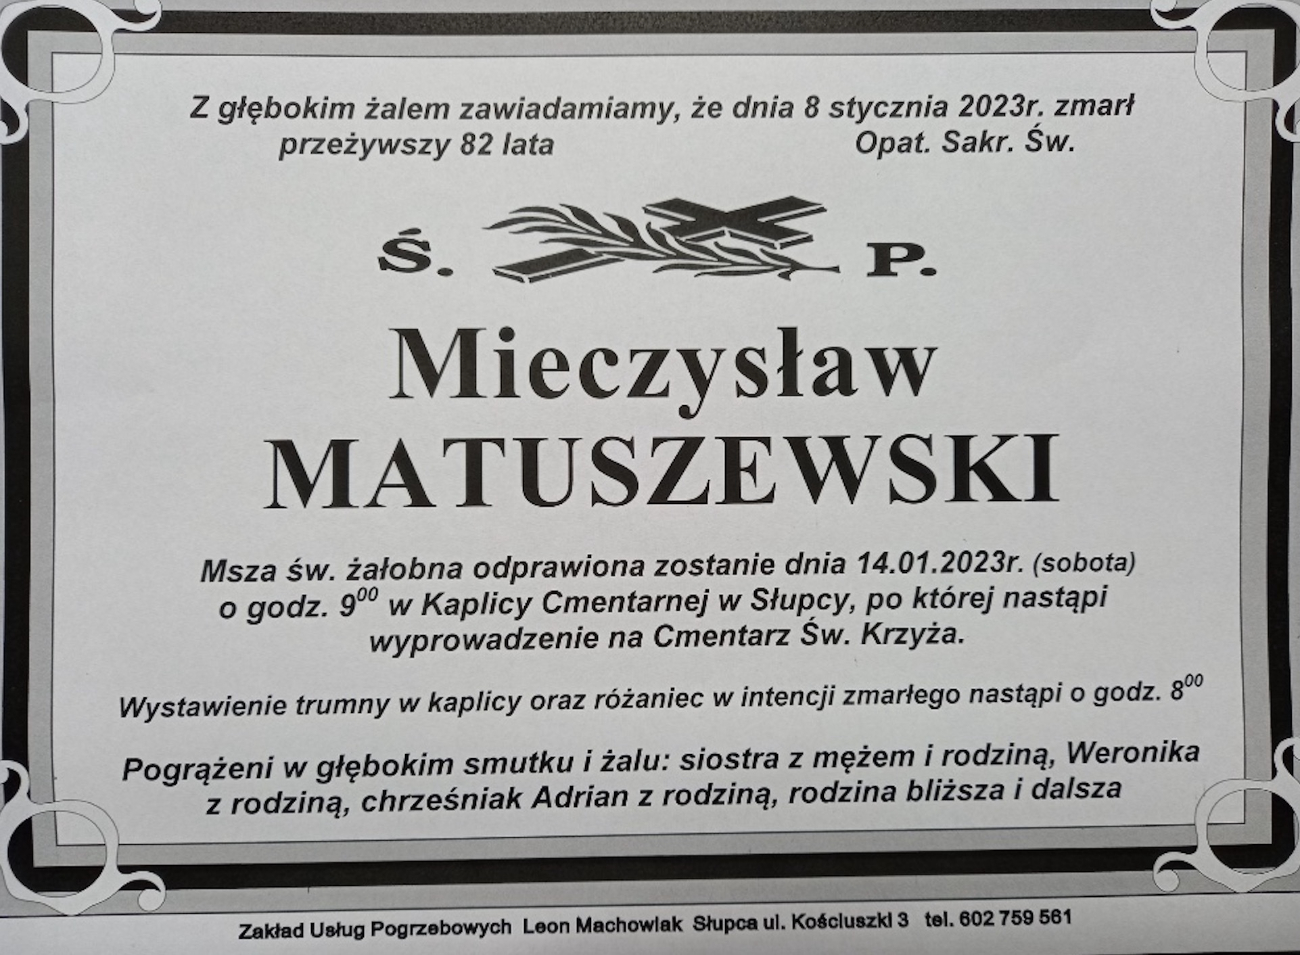 Z głębokim żalem zawiadamiamy, że dnia 8 stycznia 2023r. zmarł
przeżywszy 82 lata Opat. Sakr. Św.
Ś. P.
Mieczysław
MATUSZEWSKI
Msza św. żałobna odprawiona zostanie dnia 14.01.2023r. (sobota)
o godz. 9⁰⁰ w Kaplicy Cmentarnej w Słupcy, po której nastąpi
wyprowadzenie na Cmentarz Św. Krzyża.
Wystawienie trumny w kaplicy oraz różaniec w intencji zmarłego nastąpi o godz. 8⁰⁰
Pogrążeni w głębokim smutku i żalu: siostra z mężem i rodziną, Weronika
z rodziną, chrześniak Adrian z rodziną, rodzina bliższa i dalsza
Zakład Usług Pogrzebowych Leon Machowiak Słupca ul. Kościuszki 3 tel. 602 759 561